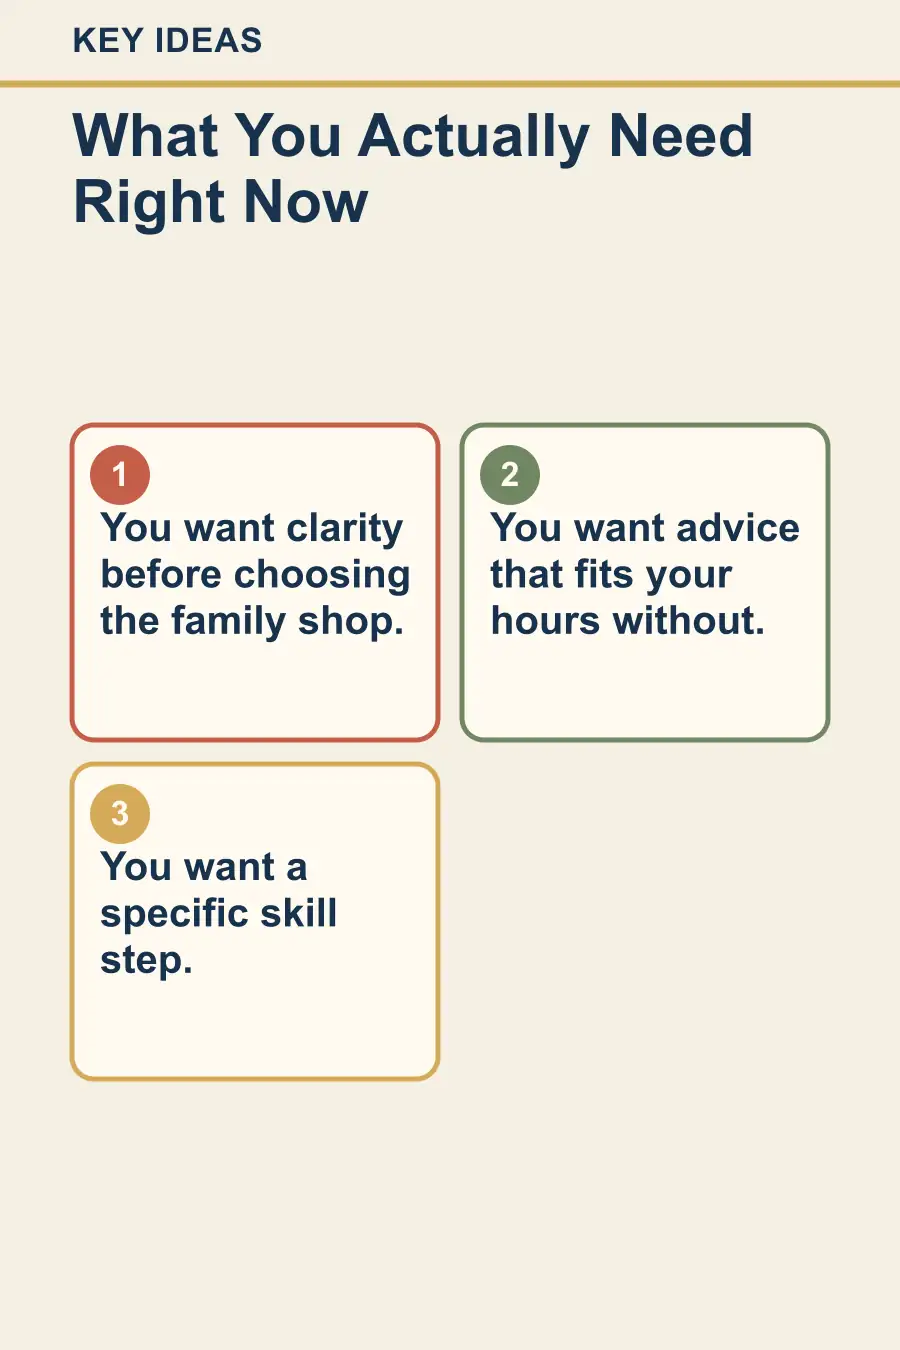 KEY IDEAS
What You Actually Need
Right Now
1
You want clarity
before choosing
the family shop.
2
You want advice
that fits your
hours without.
3
You want a
specific skill
step.